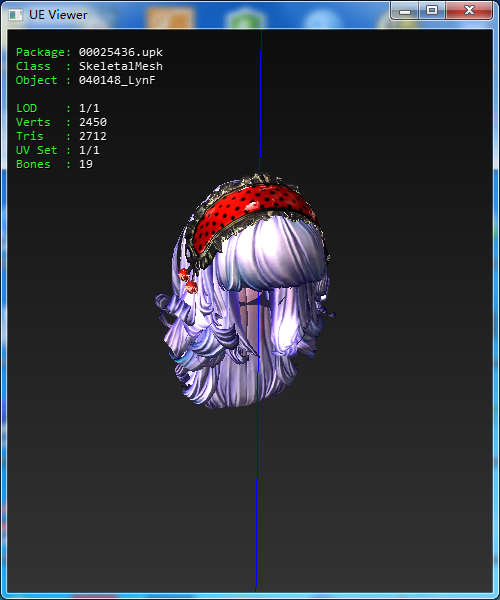 UE Viewer
Package: 00025436.upk
Class : SkeletalMesh
Object : 040148_LynF
LOD : 1/1
Verts : 2450
Tris : 2712
UV Set : 1/1
Bones : 19